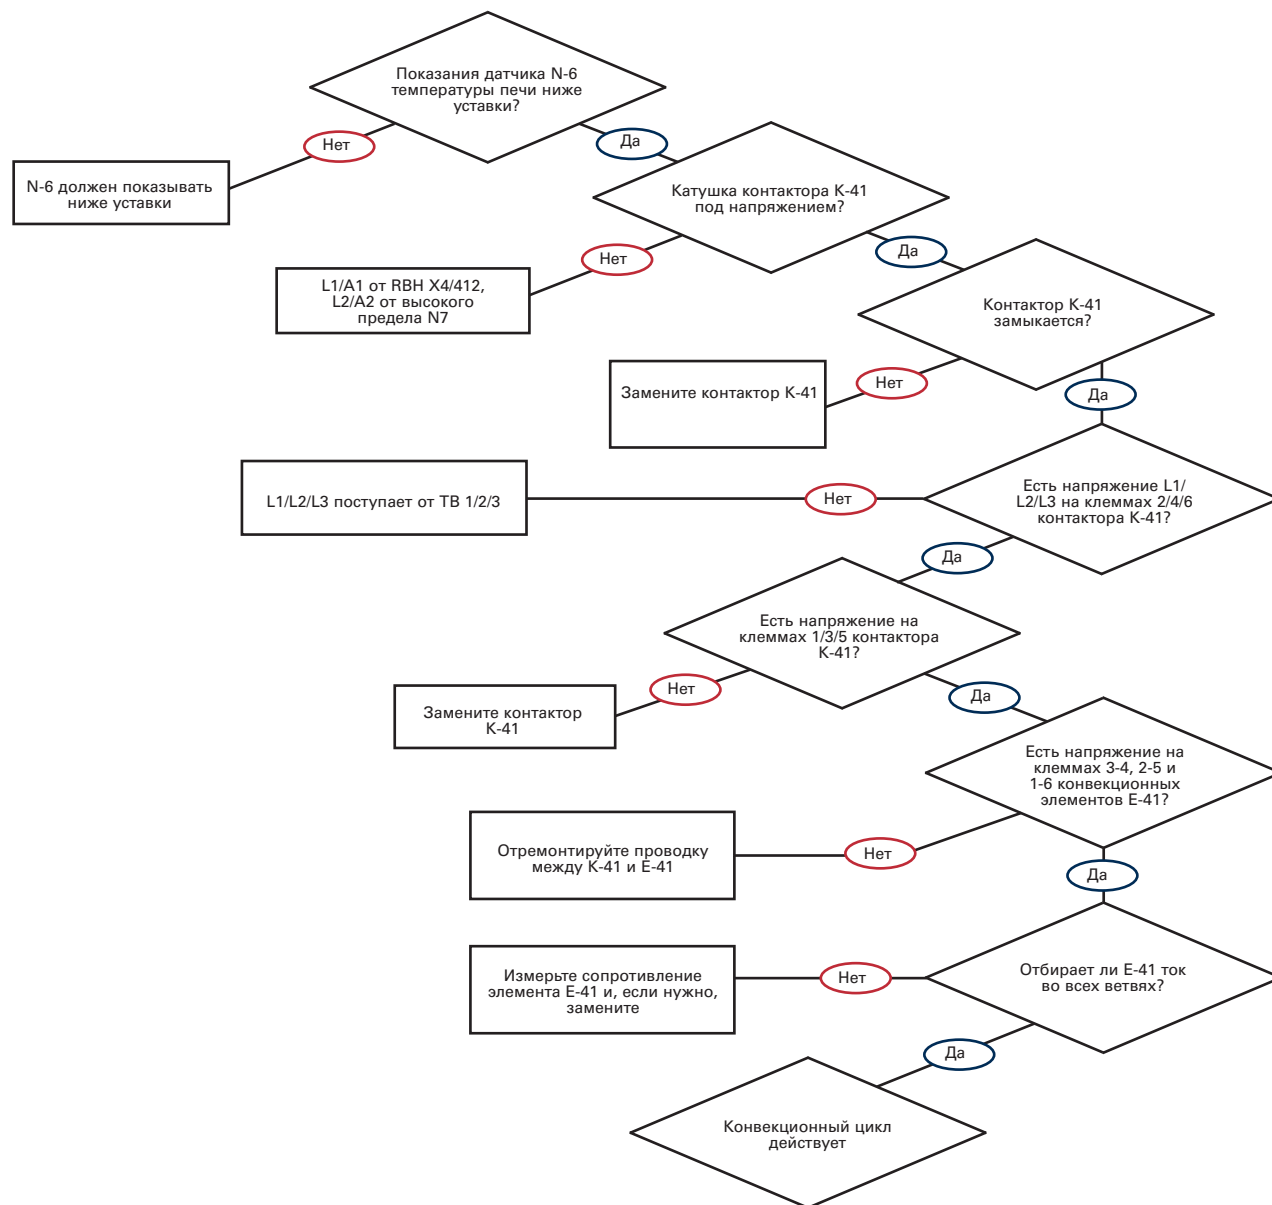 Показания датчика N-6
температуры печи ниже
уставки?
Нет
Да
N-6 должен показывать
ниже уставки
Катушка контактора К-41
под напряжением?
Нет
Да
L1/A1 от RBH X4/412,
L2/A2 от высокого
предела N7
Контактор К-41
замыкается?
Нет
Да
Замените контактор К-41
Есть напряжение L1/
L2/L3 на клеммах 2/4/6
контактора К-41?
Нет
Да
L1/L2/L3 поступает от ТВ 1/2/3
Есть напряжение на
клеммах 1/3/5 контактора
К-41?
Нет
Да
Замените контактор
К-41
Есть напряжение на
клеммах 3-4, 2-5 и
1-6 конвекционных
элементов Е-41?
Нет
Да
Отремонтируйте проводку
между К-41 и Е-41
Отбирает ли Е-41 ток
во всех ветвях?
Нет
Да
Измерьте сопротивление
элемента Е-41 и, если нужно,
замените
Конвекционный цикл
действует